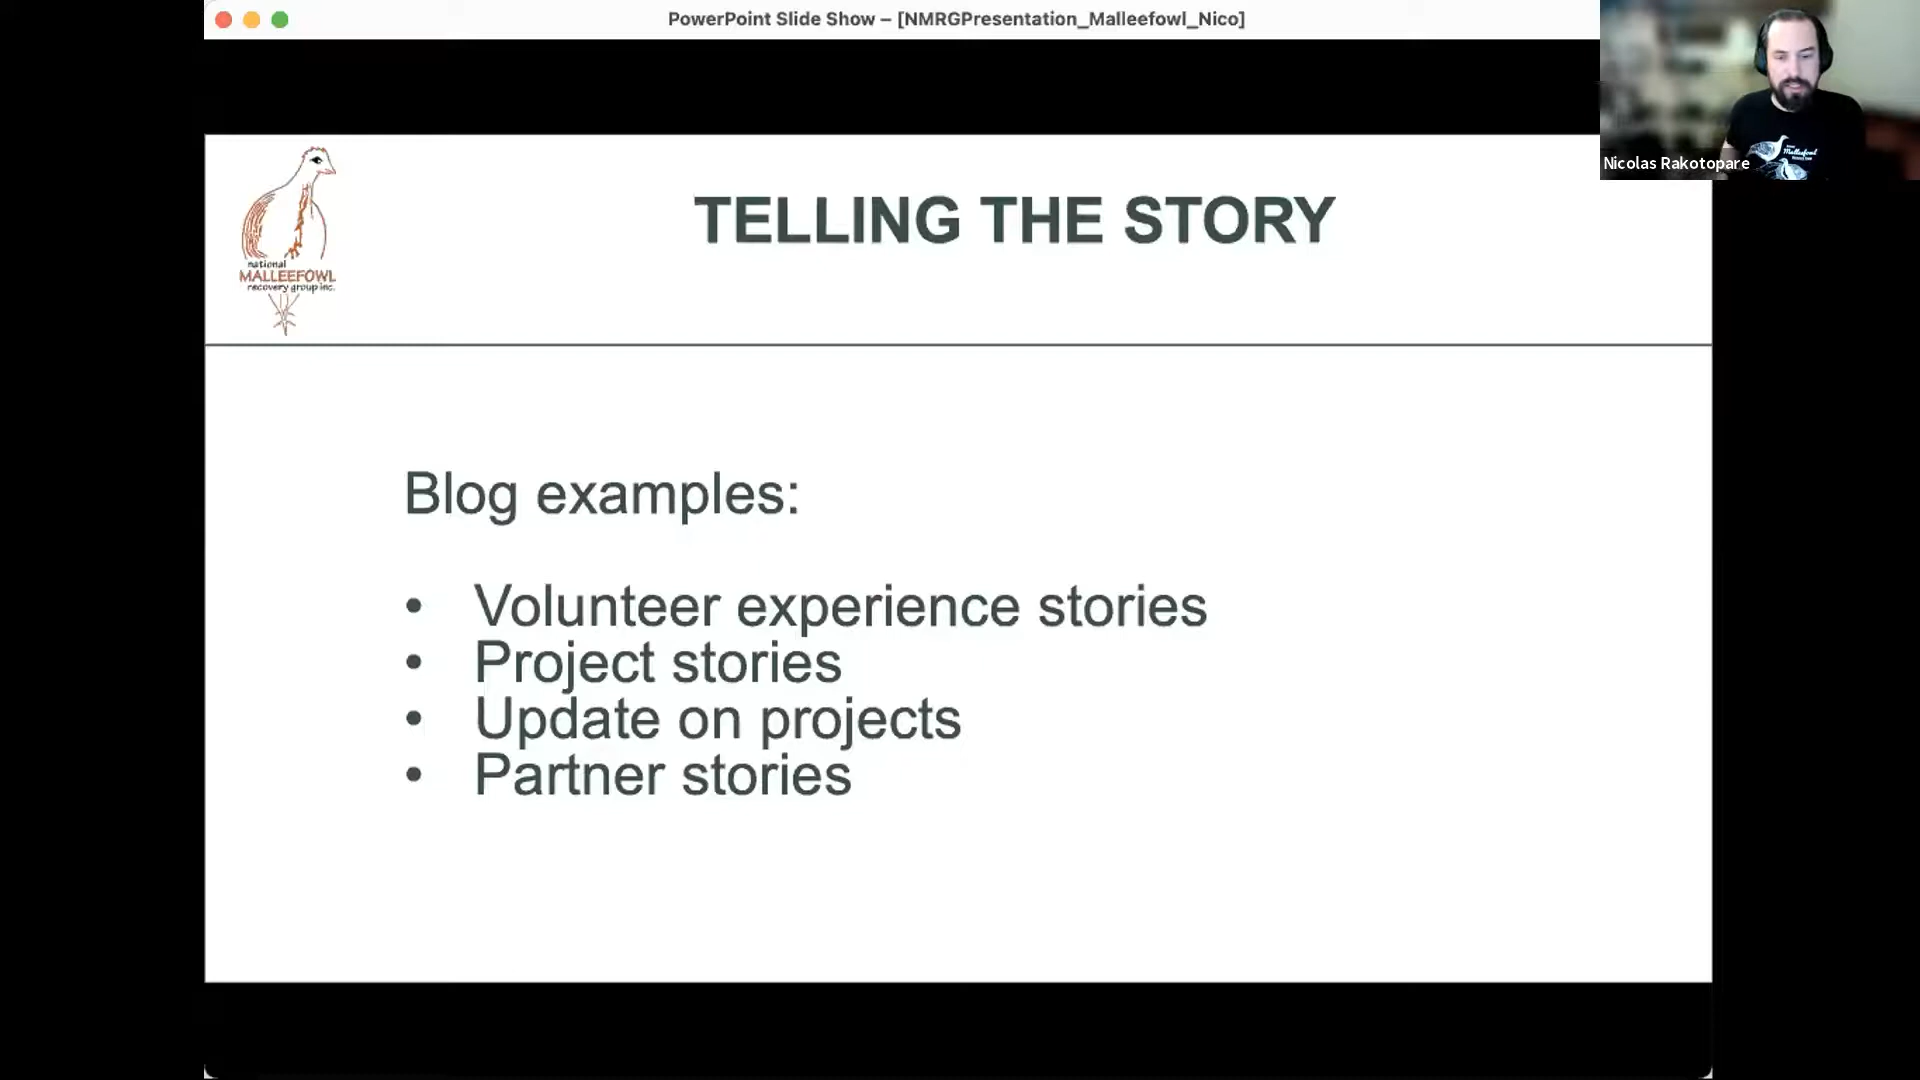 PowerPoint Slide Show – [NMRGPresentation_Malleefowl_Nico]
Nicolas Rakotopare
Malleefowl
national
MALLEEFOWL
recovery group inc.
TELLING THE STORY
Blog examples:
• Volunteer experience stories
• Project stories
• Update on projects
• Partner stories